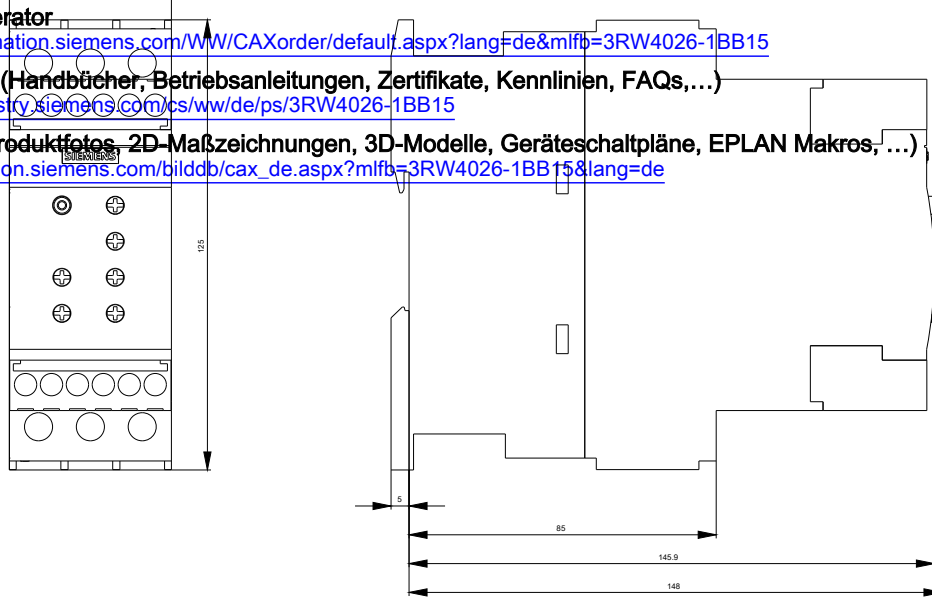 erator
nation.siemens.com/WW/CAXorder/default.aspx?lang=de&mlfb=3RW4026-1BB15
(Handbücher, Betriebsanleitungen, Zertifikate, Kennlinien, FAQs,…)
stry.siemens.com/cs/ww/de/ps/3RW4026-1BB15
roduktfotos, 2D-Maßzeichnungen, 3D-Modelle, Geräteschaltpläne, EPLAN Makros, …)
SIEMENS
on.siemens.com/bilddb/cax_de.aspx?mlfb=3RW4026-1BB15&lang=de
125
5
85
145.9
148